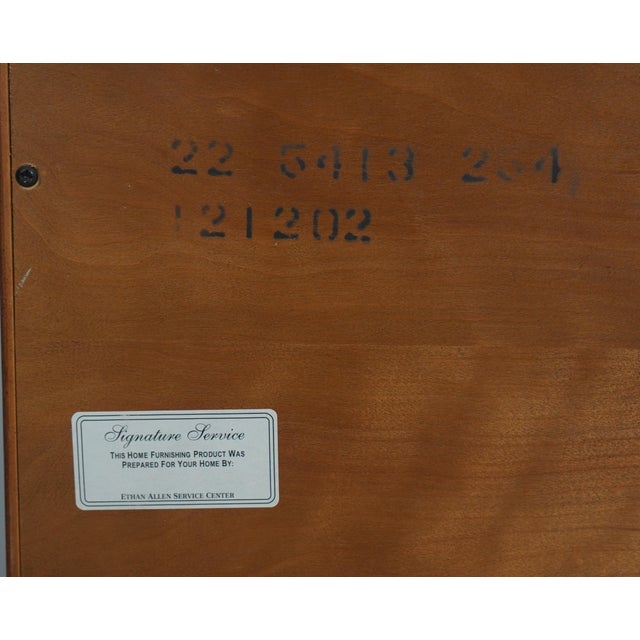 22 5413 264
121202
Signature Service
THIS HOME FURNISHING PRODUCT WAS
PREPARED FOR YOUR HOME BY:
ETHAN ALLEN SERVICE CENTER